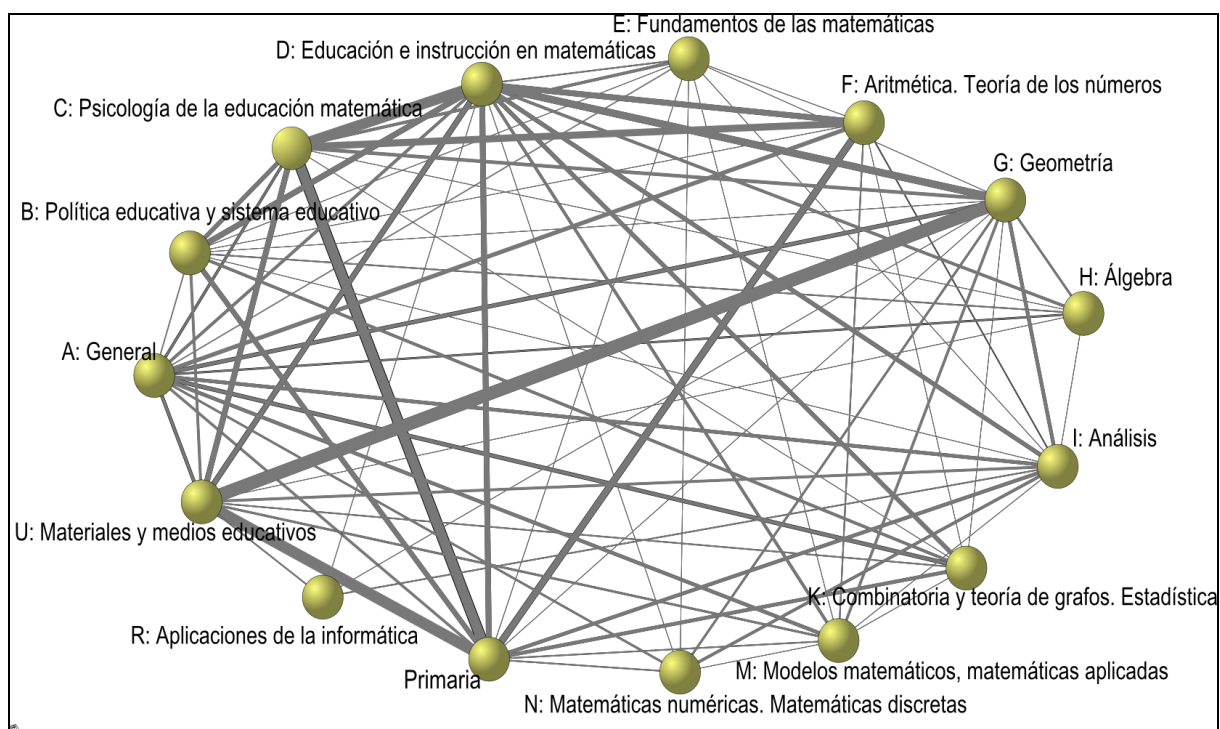 E: Fundamentos de las matemáticas
D: Educación e instrucción en matemáticas
F: Aritmética. Teoría de los números
C: Psicología de la educación matemática
G: Geometría
B: Política educativa y sistema educativo
H: Álgebra
A: General
I: Análisis
U: Materiales y medios educativos
K: Combinatoria y teoría de grafos. Estadística
R: Aplicaciones de la informática
M: Modelos matemáticos, matemáticas aplicadas
Primaria
N: Matemáticas numéricas. Matemáticas discretas